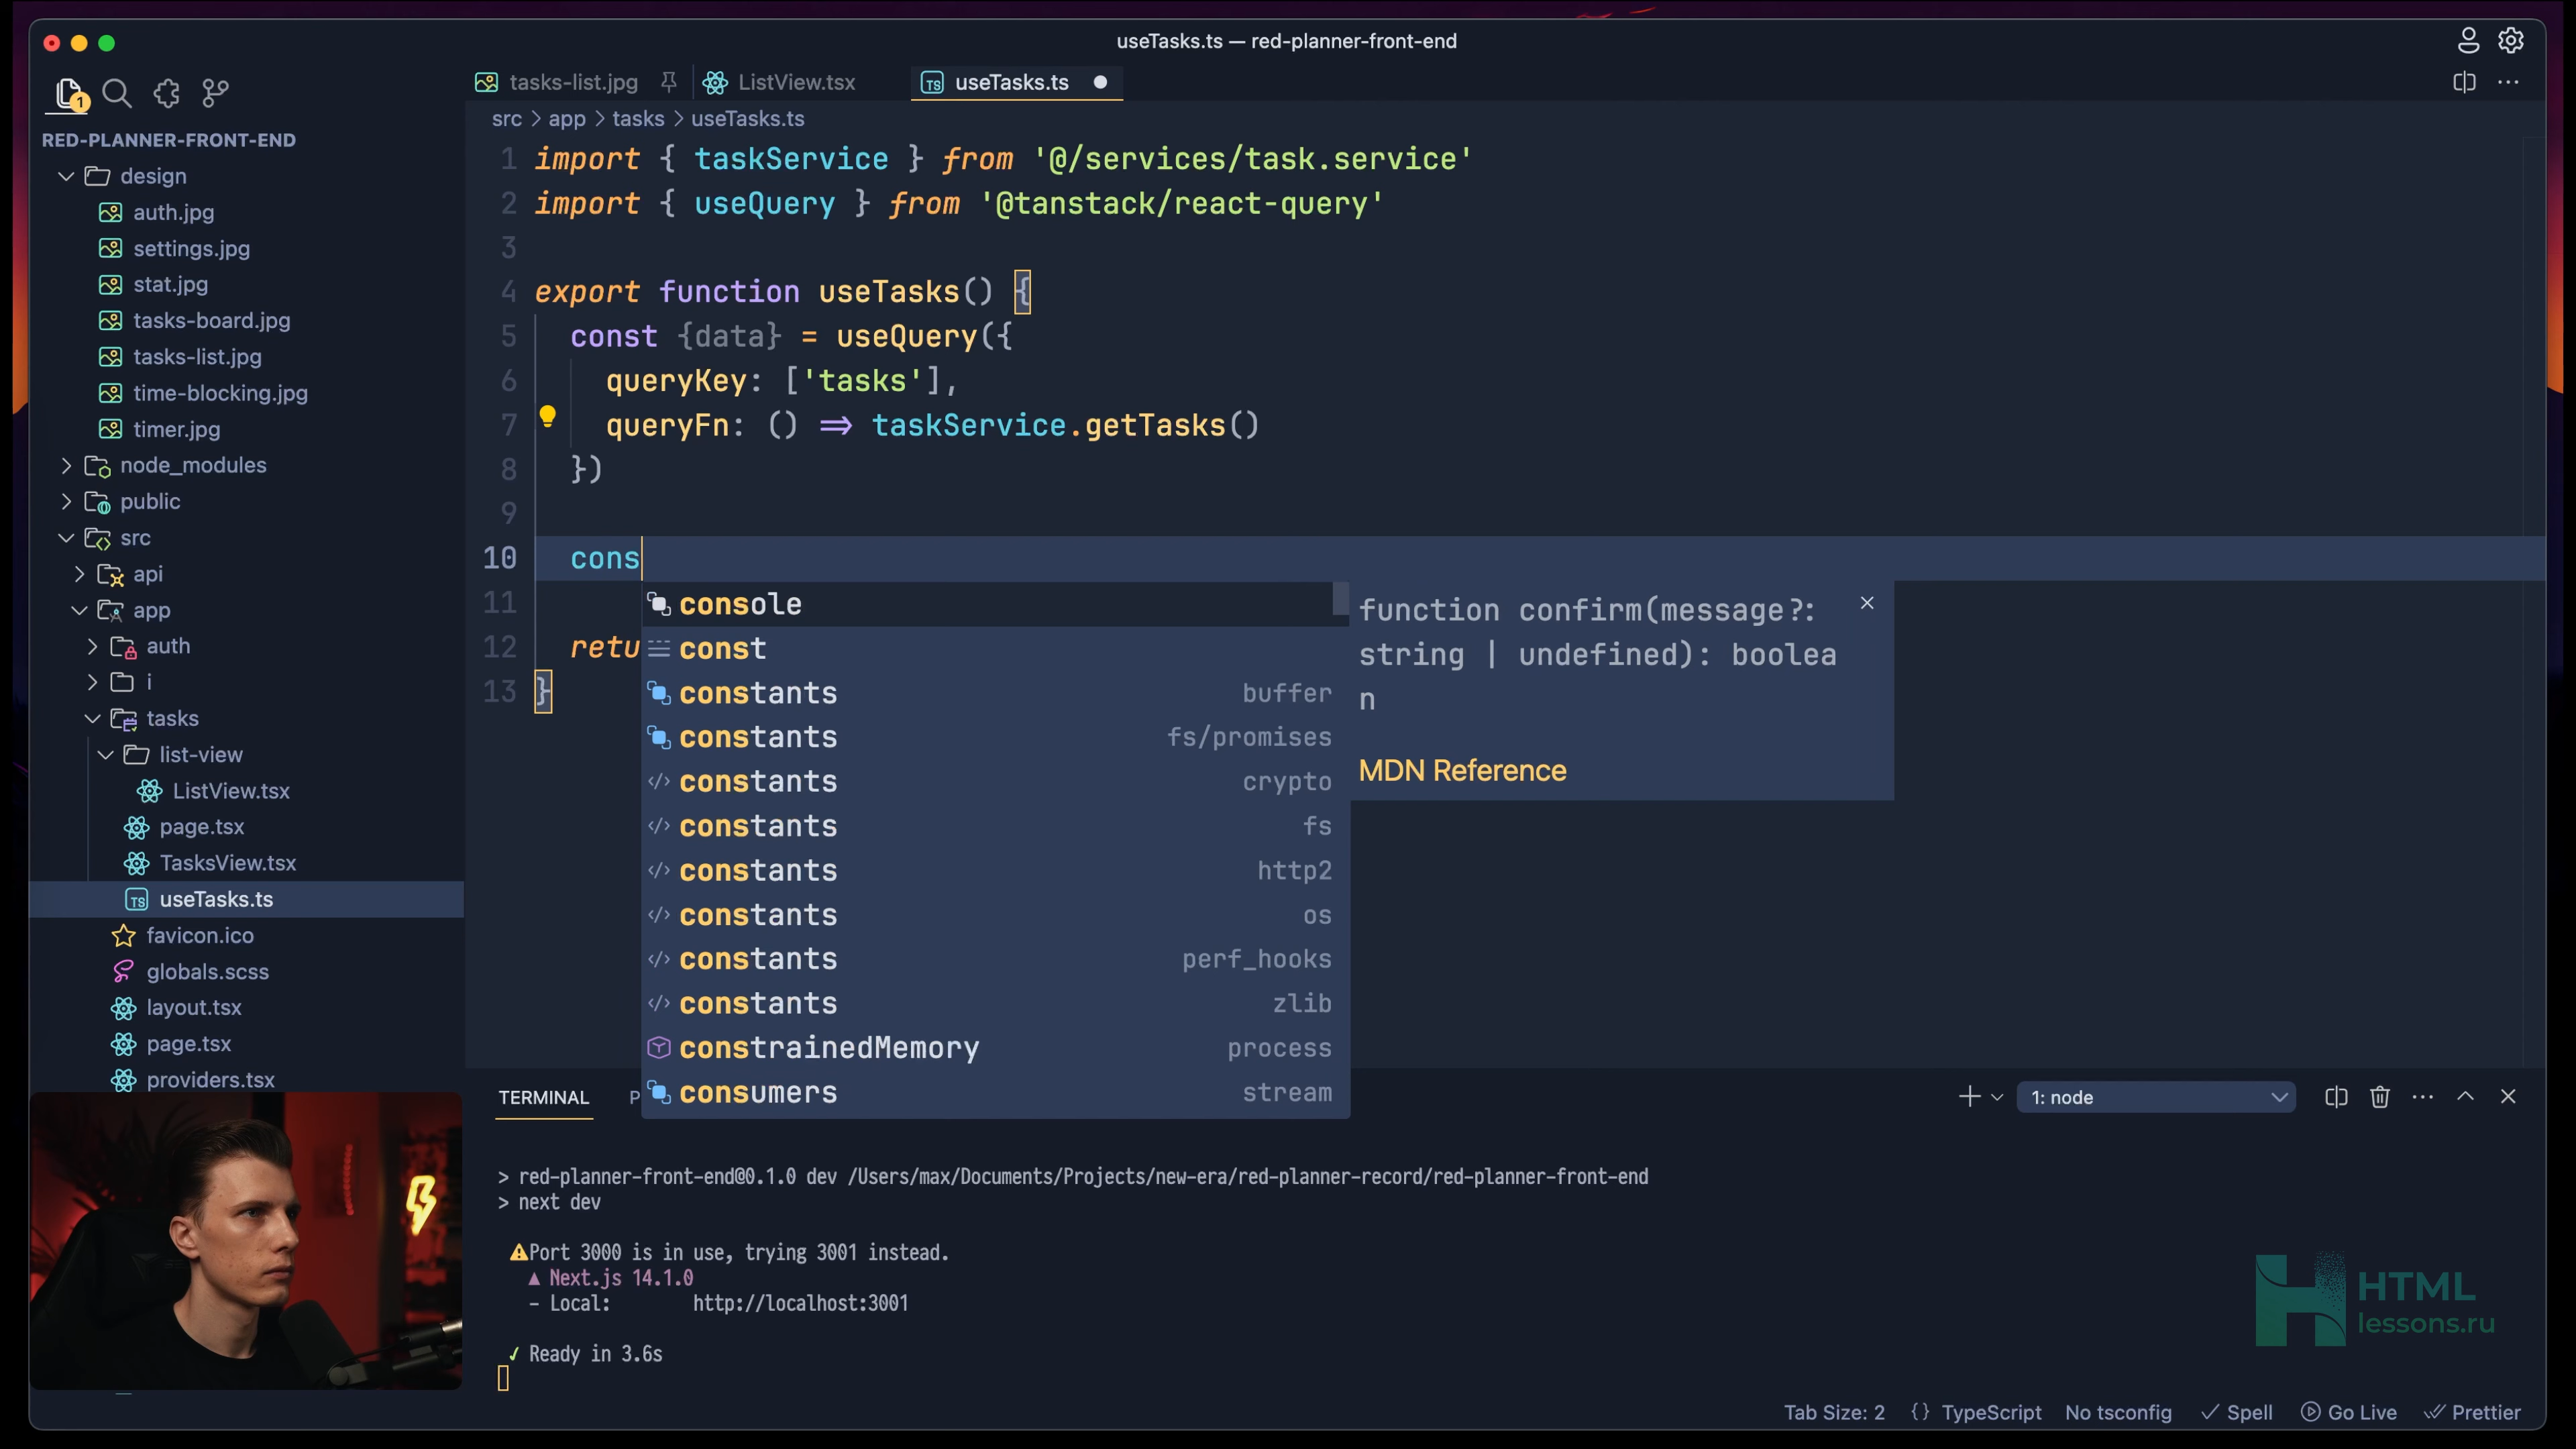 useTasks.ts — red-planner-front-end
1
tasks-list.jpg
ListView.tsx
useTasks.ts
RED-PLANNER-FRONT-END
design
auth.jpg
settings.jpg
stat.jpg
tasks-board.jpg
tasks-list.jpg
time-blocking.jpg
timer.jpg
node_modules
public
src
api
app
auth
i
tasks
list-view
ListView.tsx
page.tsx
TasksView.tsx
useTasks.ts
favicon.ico
globals.scss
layout.tsx
page.tsx
providers.tsx
src > app > tasks > useTasks.ts
1 import { taskService } from '@/services/task.service'
2 import { useQuery } from '@tanstack/react-query'
3
4 export function useTasks() {
5 const {data} = useQuery({
6 queryKey: ['tasks'],
7 queryFn: () => taskService.getTasks()
8 })
9
10 cons
11
12 retu
13 }
console
const
constants buffer
constants fs/promises
constants crypto
constants fs
constants http2
constants os
constants perf_hooks
constants zlib
constrainedMemory process
consumers stream
function confirm(message?:
string | undefined): boolea
n
MDN Reference
TERMINAL P
1: node
> red-planner-front-end@0.1.0 dev /Users/max/Documents/Projects/new-era/red-planner-record/red-planner-front-end
> next dev
Port 3000 is in use, trying 3001 instead.
▲ Next.js 14.1.0
- Local: http://localhost:3001
✓ Ready in 3.6s
HTML
lessons.ru
Tab Size: 2 {} TypeScript No tsconfig ✓ Spell Go Live Prettier